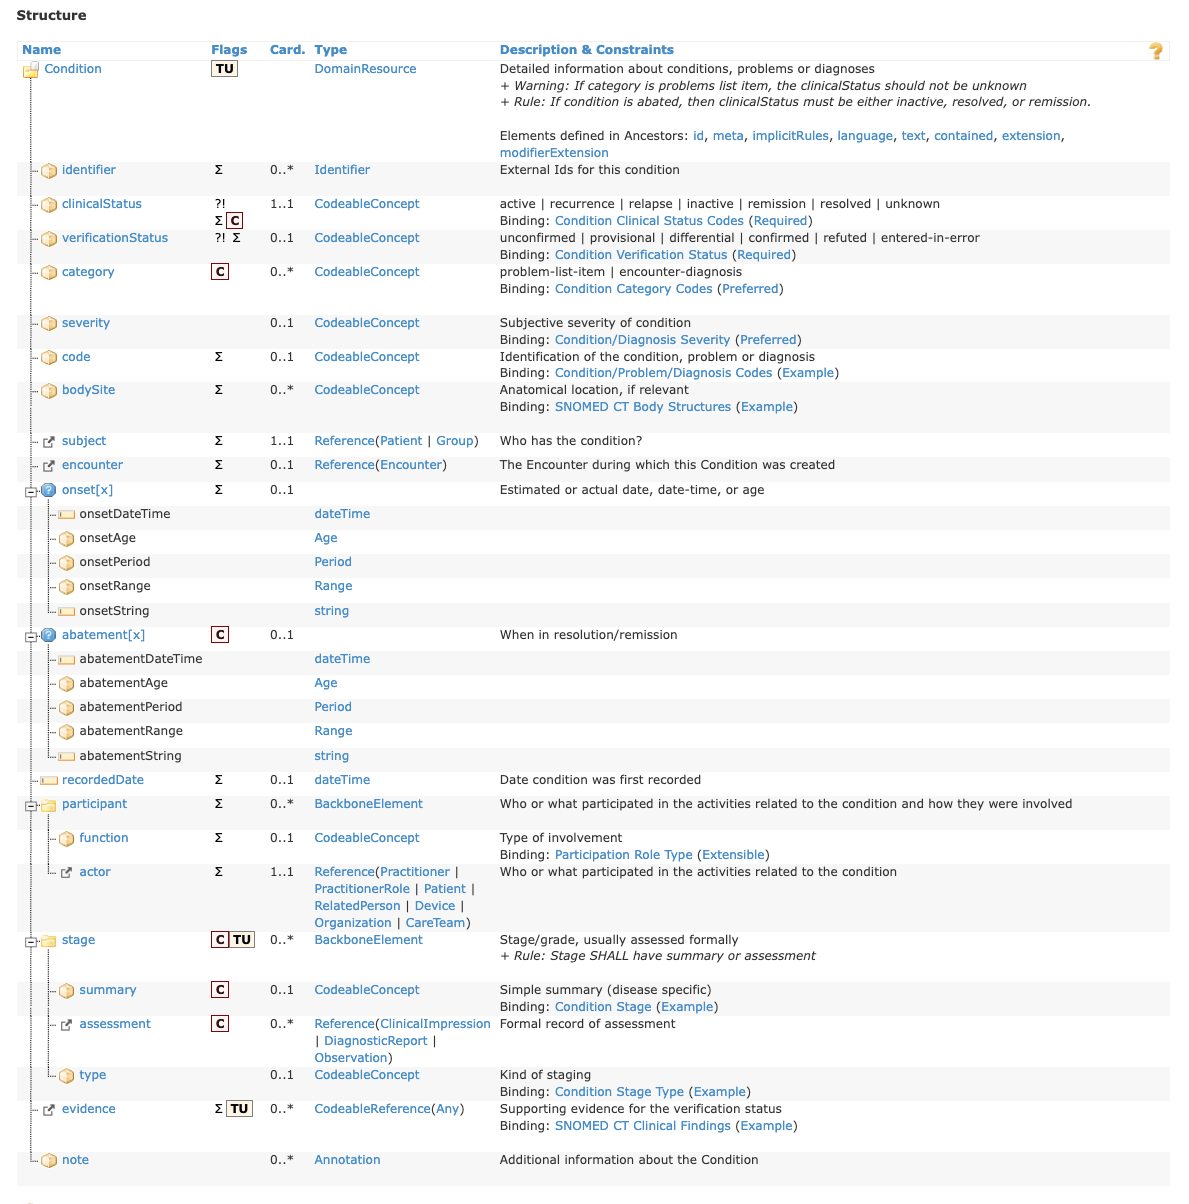 Structure
Name Flags Card. Type Description & Constraints
Condition TU DomainResource Detailed information about conditions, problems or diagnoses
+ Warning: If category is problems list item, the clinicalStatus should not be unknown
+ Rule: If condition is abated, then clinicalStatus must be either inactive, resolved, or remission.
Elements defined in Ancestors: id, meta, implicitRules, language, text, contained, extension,
modifierExtension
identifier Σ 0..* Identifier External Ids for this condition
clinicalStatus ?! 1..1 CodeableConcept active | recurrence | relapse | inactive | remission | resolved | unknown
Σ C Binding: Condition Clinical Status Codes (Required)
verificationStatus ?! Σ 0..1 CodeableConcept unconfirmed | provisional | differential | confirmed | refuted | entered-in-error
Binding: Condition Verification Status (Required)
category C 0..* CodeableConcept problem-list-item | encounter-diagnosis
Binding: Condition Category Codes (Preferred)
severity 0..1 CodeableConcept Subjective severity of condition
Binding: Condition/Diagnosis Severity (Preferred)
code Σ 0..1 CodeableConcept Identification of the condition, problem or diagnosis
Binding: Condition/Problem/Diagnosis Codes (Example)
bodySite Σ 0..* CodeableConcept Anatomical location, if relevant
Binding: SNOMED CT Body Structures (Example)
subject Σ 1..1 Reference(Patient | Group) Who has the condition?
encounter Σ 0..1 Reference(Encounter) The Encounter during which this Condition was created
onset[x] Σ 0..1 Estimated or actual date, date-time, or age
onsetDateTime dateTime
onsetAge Age
onsetPeriod Period
onsetRange Range
onsetString string
abatement[x] C 0..1 When in resolution/remission
abatementDateTime dateTime
abatementAge Age
abatementPeriod Period
abatementRange Range
abatementString string
recordedDate Σ 0..1 dateTime Date condition was first recorded
participant Σ 0..* BackboneElement Who or what participated in the activities related to the condition and how they were involved
function Σ 0..1 CodeableConcept Type of involvement
Binding: Participation Role Type (Extensible)
actor Σ 1..1 Reference(Practitioner | Who or what participated in the activities related to the condition
PractitionerRole | Patient |
RelatedPerson | Device |
Organization | CareTeam)
stage C TU 0..* BackboneElement Stage/grade, usually assessed formally
+ Rule: Stage SHALL have summary or assessment
summary C 0..1 CodeableConcept Simple summary (disease specific)
Binding: Condition Stage (Example)
assessment C 0..* Reference(ClinicalImpression Formal record of assessment
| DiagnosticReport |
Observation)
type 0..1 CodeableConcept Kind of staging
Binding: Condition Stage Type (Example)
evidence Σ TU 0..* CodeableReference(Any) Supporting evidence for the verification status
Binding: SNOMED CT Clinical Findings (Example)
note 0..* Annotation Additional information about the Condition